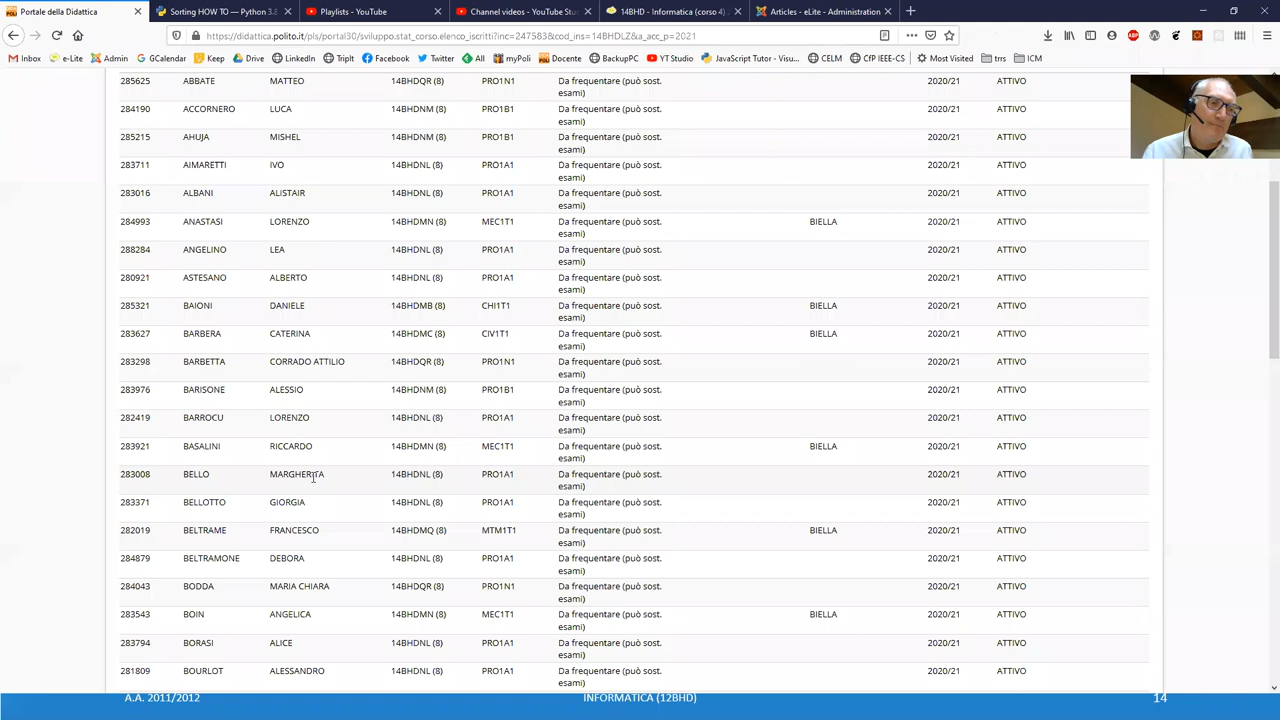 Portale della Didattica
Sorting HOW TO — Python 3.8
Playlists - YouTube
Channel videos - YouTube Stu
14BHD - Informatica (corso 4)
Articles - eLite - Administration
https://didattica.polito.it/pls/portal30/sviluppo.stat_corso.elenco_iscritti?inc=247583&cod_ins=14BHDLZ&a_acc_p=2021
Inbox e-Lite Admin GCalendar Keep Drive LinkedIn TripIt Facebook Twitter All myPoli Docente BackupPC YT Studio JavaScript Tutor - Visu... CELM CfP IEEE-CS Most Visited trrs ICM
285625 ABBATE MATTEO 14BHDQR (8) PRO1N1 Da frequentare (può sost. 2020/21 ATTIVO
esami)
284190 ACCORNERO LUCA 14BHDNM (8) PRO1B1 Da frequentare (può sost. 2020/21 ATTIVO
esami)
285215 AHUJA MISHEL 14BHDNM (8) PRO1B1 Da frequentare (può sost. 2020/21 ATTIVO
esami)
283711 AIMARETTI IVO 14BHDNL (8) PRO1A1 Da frequentare (può sost. 2020/21 ATTIVO
esami)
283016 ALBANI ALISTAIR 14BHDNL (8) PRO1A1 Da frequentare (può sost. 2020/21 ATTIVO
esami)
284993 ANASTASI LORENZO 14BHDMN (8) MEC1T1 Da frequentare (può sost. BIELLA 2020/21 ATTIVO
esami)
288284 ANGELINO LEA 14BHDNL (8) PRO1A1 Da frequentare (può sost. 2020/21 ATTIVO
esami)
280921 ASTESANO ALBERTO 14BHDNL (8) PRO1A1 Da frequentare (può sost. 2020/21 ATTIVO
esami)
285321 BAIONI DANIELE 14BHDMB (8) CHI1T1 Da frequentare (può sost. BIELLA 2020/21 ATTIVO
esami)
283627 BARBERA CATERINA 14BHDMC (8) CIV1T1 Da frequentare (può sost. BIELLA 2020/21 ATTIVO
esami)
283298 BARBETTA CORRADO ATTILIO 14BHDQR (8) PRO1N1 Da frequentare (può sost. 2020/21 ATTIVO
esami)
283976 BARISONE ALESSIO 14BHDNM (8) PRO1B1 Da frequentare (può sost. 2020/21 ATTIVO
esami)
282419 BARROCU LORENZO 14BHDNL (8) PRO1A1 Da frequentare (può sost. 2020/21 ATTIVO
esami)
283921 BASALINI RICCARDO 14BHDMN (8) MEC1T1 Da frequentare (può sost. BIELLA 2020/21 ATTIVO
esami)
283008 BELLO MARGHERITA 14BHDNL (8) PRO1A1 Da frequentare (può sost. 2020/21 ATTIVO
esami)
283371 BELLOTTO GIORGIA 14BHDNL (8) PRO1A1 Da frequentare (può sost. 2020/21 ATTIVO
esami)
282019 BELTRAME FRANCESCO 14BHDMQ (8) MTM1T1 Da frequentare (può sost. BIELLA 2020/21 ATTIVO
esami)
284879 BELTRAMONE DEBORA 14BHDNL (8) PRO1A1 Da frequentare (può sost. 2020/21 ATTIVO
esami)
284043 BODDA MARIA CHIARA 14BHDQR (8) PRO1N1 Da frequentare (può sost. 2020/21 ATTIVO
esami)
283543 BOIN ANGELICA 14BHDMN (8) MEC1T1 Da frequentare (può sost. BIELLA 2020/21 ATTIVO
esami)
283794 BORASI ALICE 14BHDNL (8) PRO1A1 Da frequentare (può sost. 2020/21 ATTIVO
esami)
281809 BOURLOT ALESSANDRO 14BHDNL (8) PRO1A1 Da frequentare (può sost. 2020/21 ATTIVO
esami)
A.A. 2011/2012 INFORMATICA (12BHD) 14